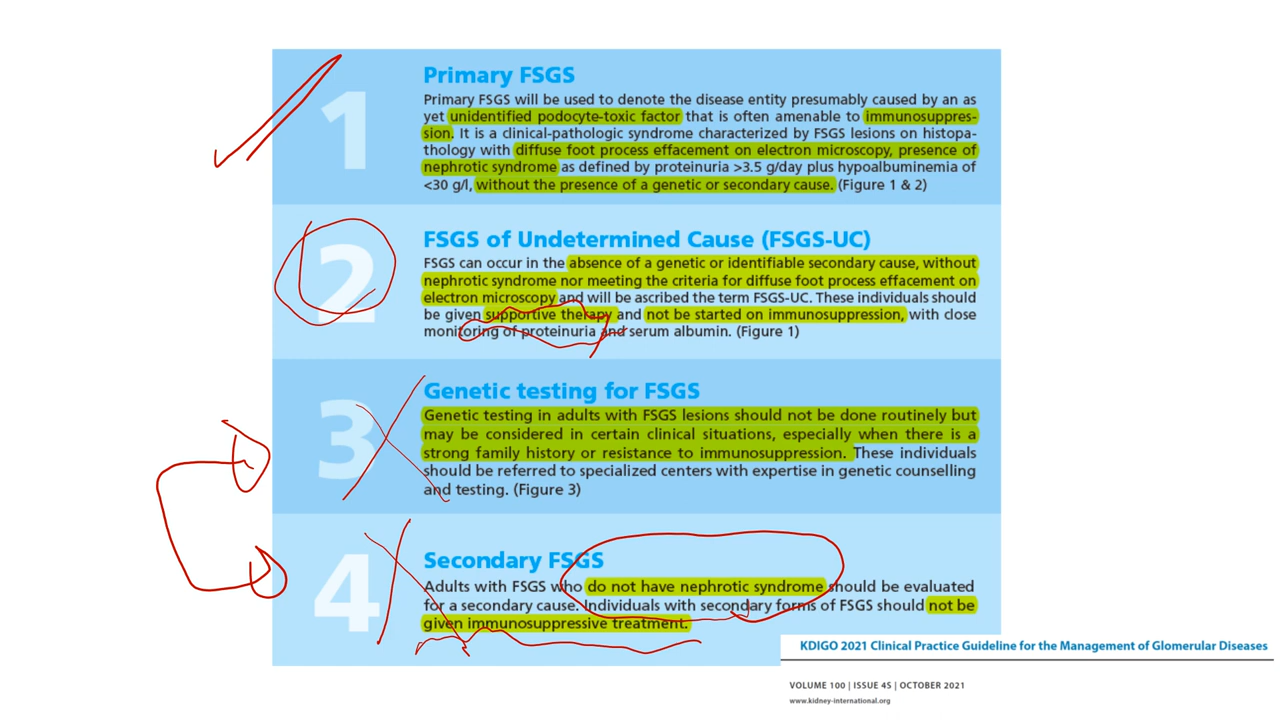 1
Primary FSGS
Primary FSGS will be used to denote the disease entity presumably caused by an as
yet unidentified podocyte-toxic factor that is often amenable to immunosuppres-
sion. It is a clinical-pathologic syndrome characterized by FSGS lesions on histopa-
thology with diffuse foot process effacement on electron microscopy, presence of
nephrotic syndrome as defined by proteinuria >3.5 g/day plus hypoalbuminemia of
<30 g/l, without the presence of a genetic or secondary cause. (Figure 1 & 2)
2
FSGS of Undetermined Cause (FSGS-UC)
FSGS can occur in the absence of a genetic or identifiable secondary cause, without
nephrotic syndrome nor meeting the criteria for diffuse foot process effacement on
electron microscopy and will be ascribed the term FSGS-UC. These individuals should
be given supportive therapy and not be started on immunosuppression, with close
monitoring of proteinuria and serum albumin. (Figure 1)
3
Genetic testing for FSGS
Genetic testing in adults with FSGS lesions should not be done routinely but
may be considered in certain clinical situations, especially when there is a
strong family history or resistance to immunosuppression. These individuals
should be referred to specialized centers with expertise in genetic counselling
and testing. (Figure 3)
4
Secondary FSGS
Adults with FSGS who do not have nephrotic syndrome should be evaluated
for a secondary cause. Individuals with secondary forms of FSGS should not be
given immunosuppressive treatment.
KDIGO 2021 Clinical Practice Guideline for the Management of Glomerular Diseases
VOLUME 100 | ISSUE 4S | OCTOBER 2021
www.kidney-international.org